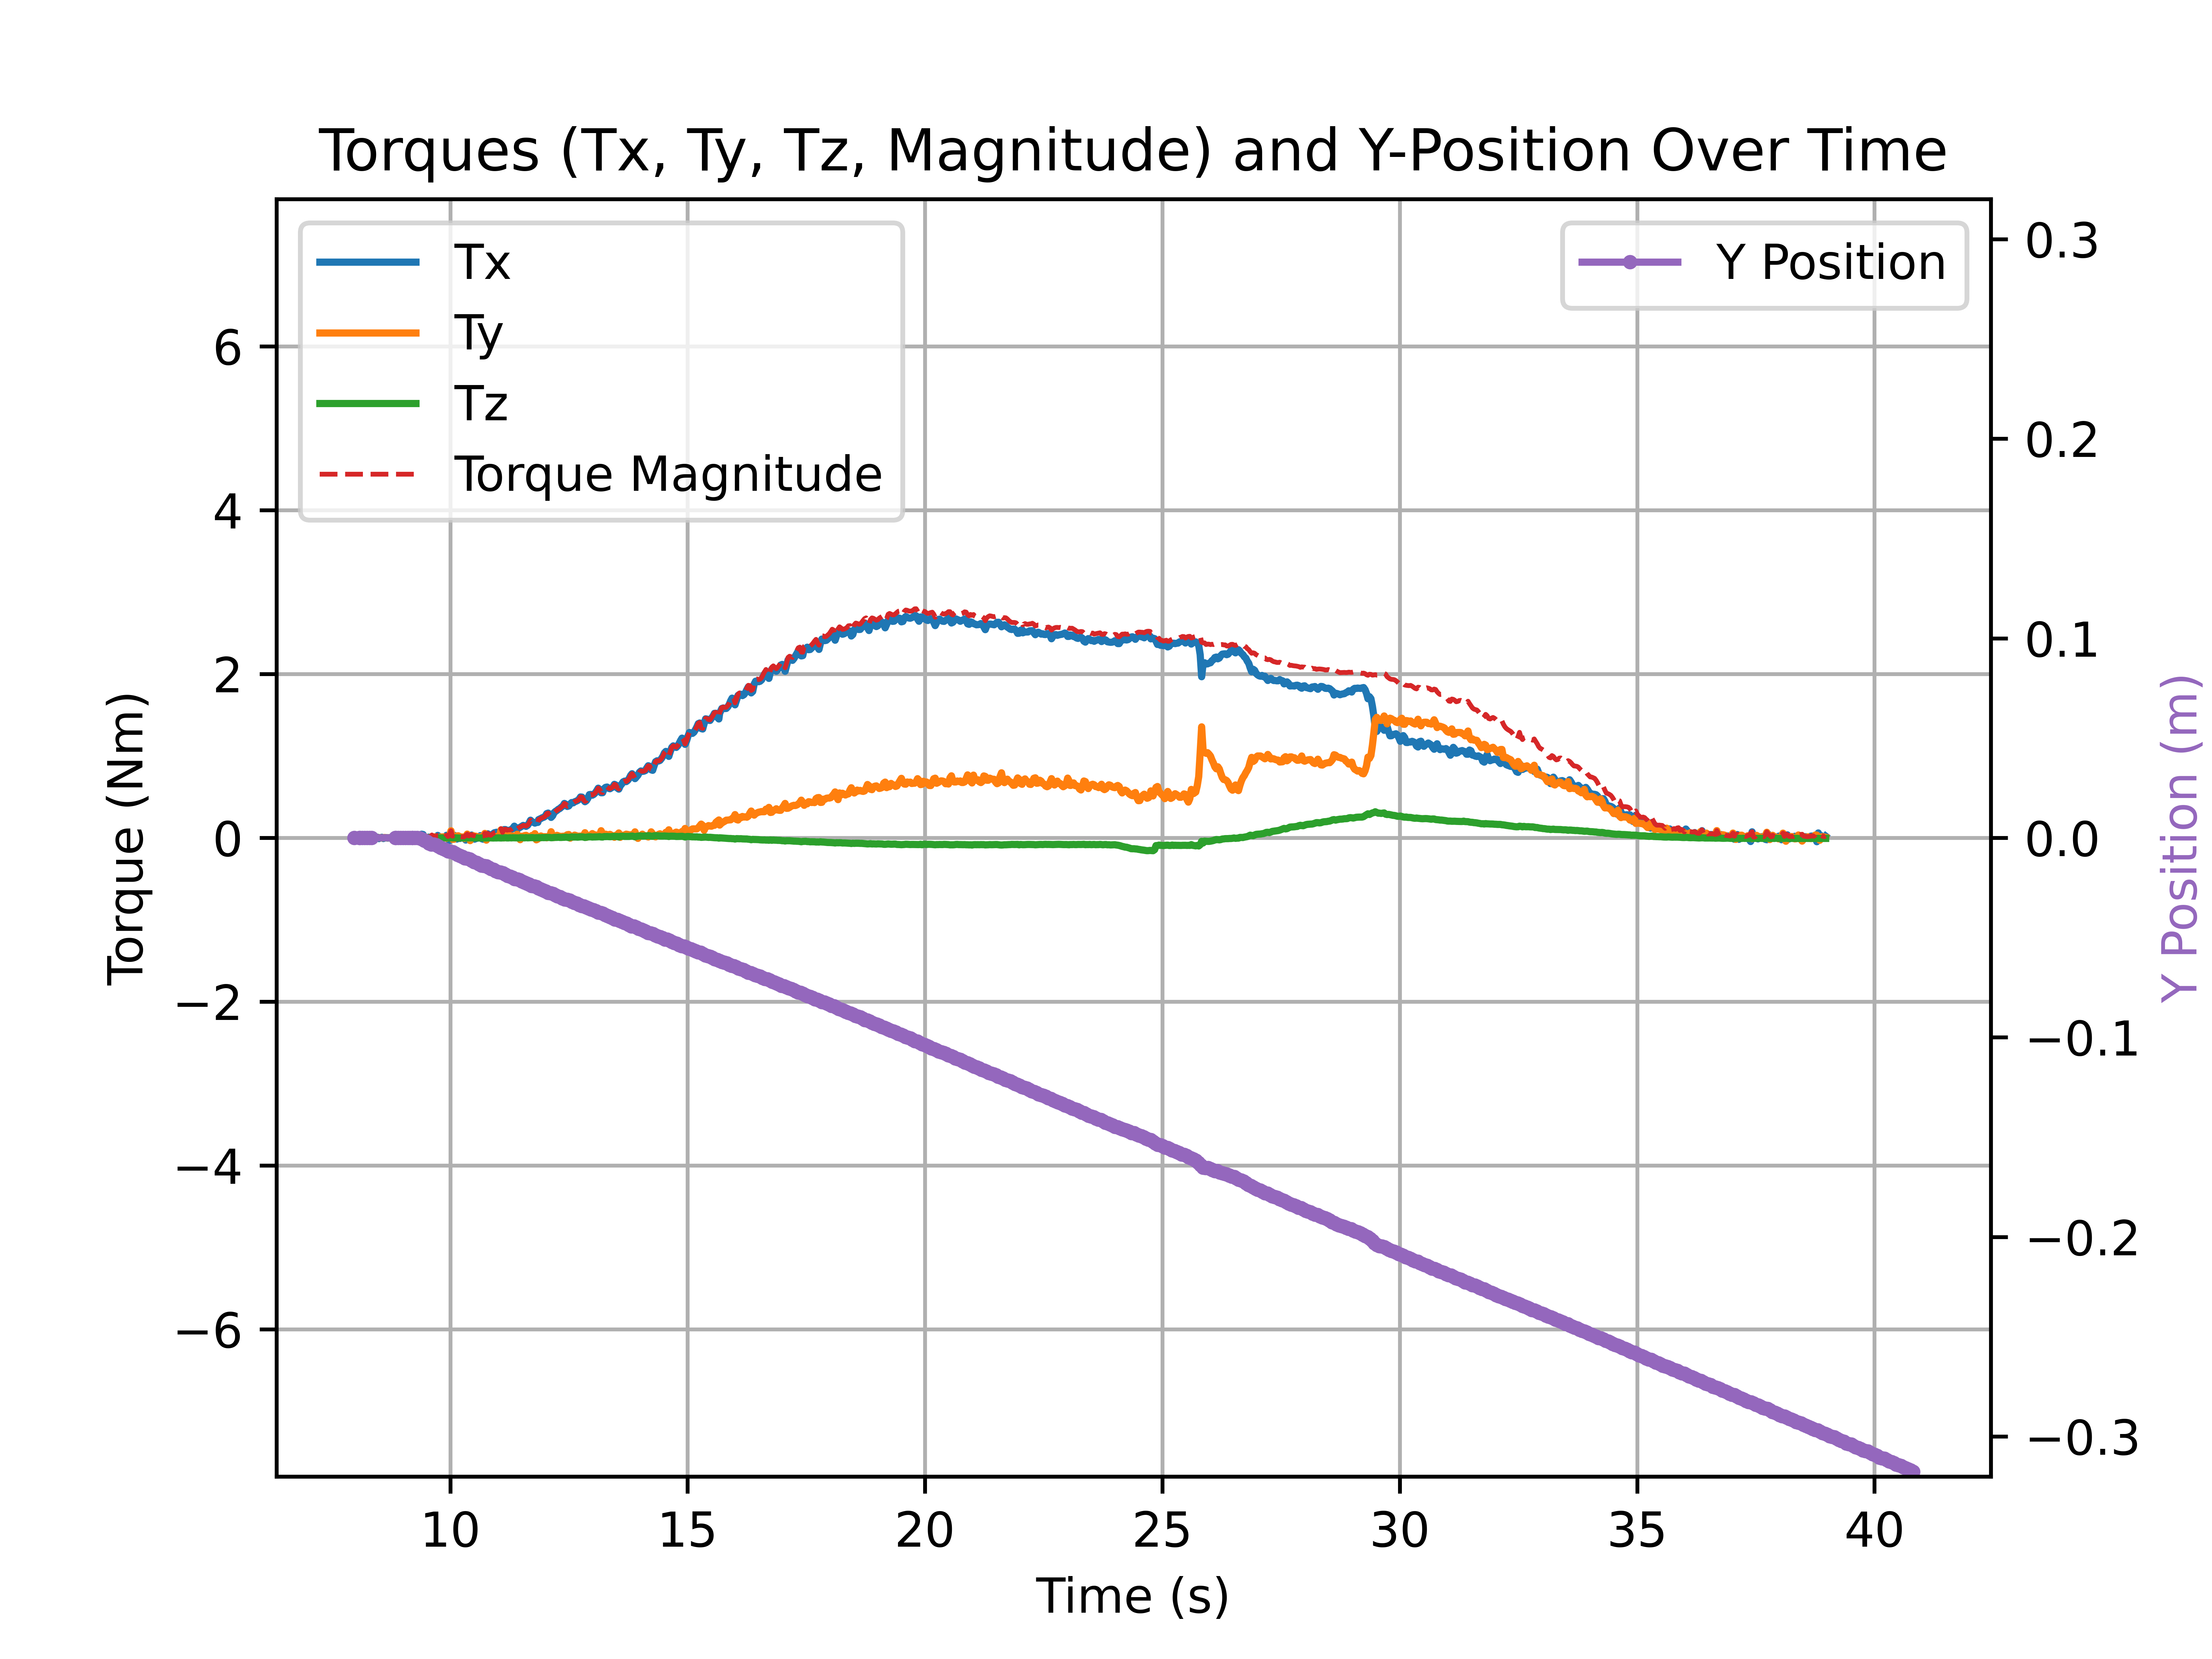 Torques (Tx, Ty, Tz, Magnitude) and Y-Position Over Time
Tx
Ty
Tz
Torque Magnitude
Y Position
6
4
2
0
−2
−4
−6
Torque (Nm)
0.3
0.2
0.1
0.0
−0.1
−0.2
−0.3
Y Position (m)
10 15 20 25 30 35 40
Time (s)